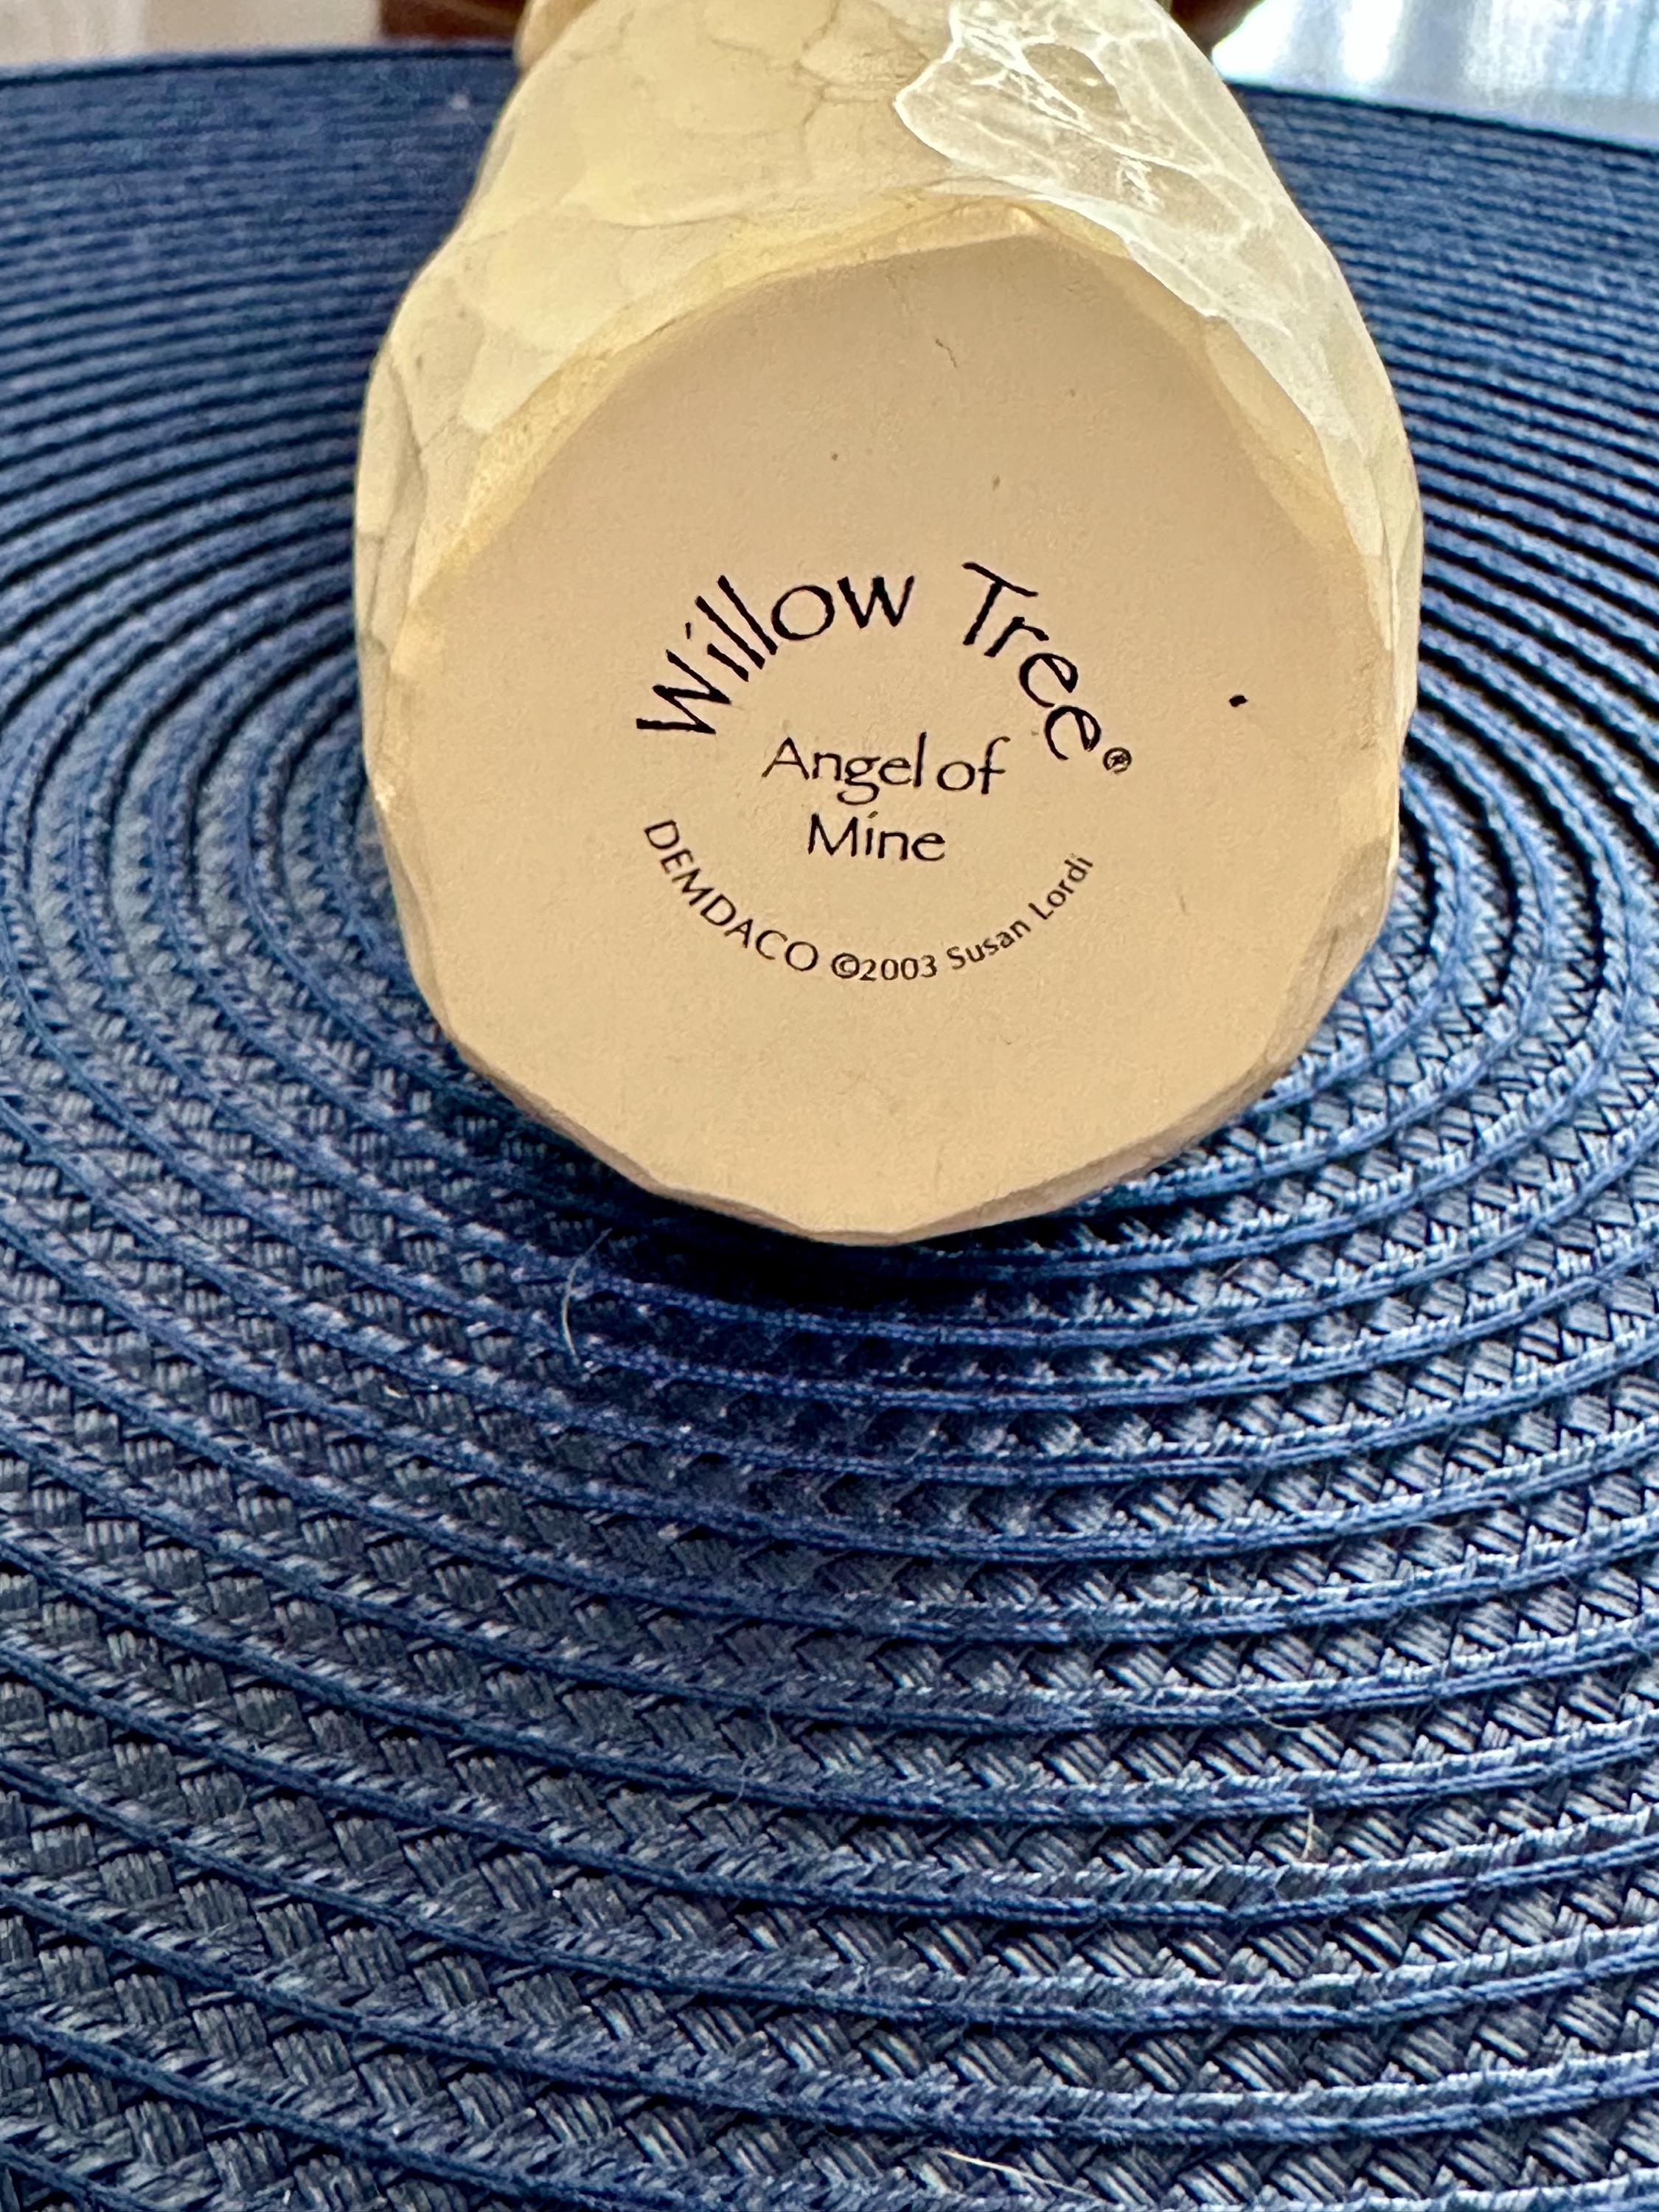 Willow Tree®
Angel of
Mine
DEMDACO ©2003 Susan Lordi